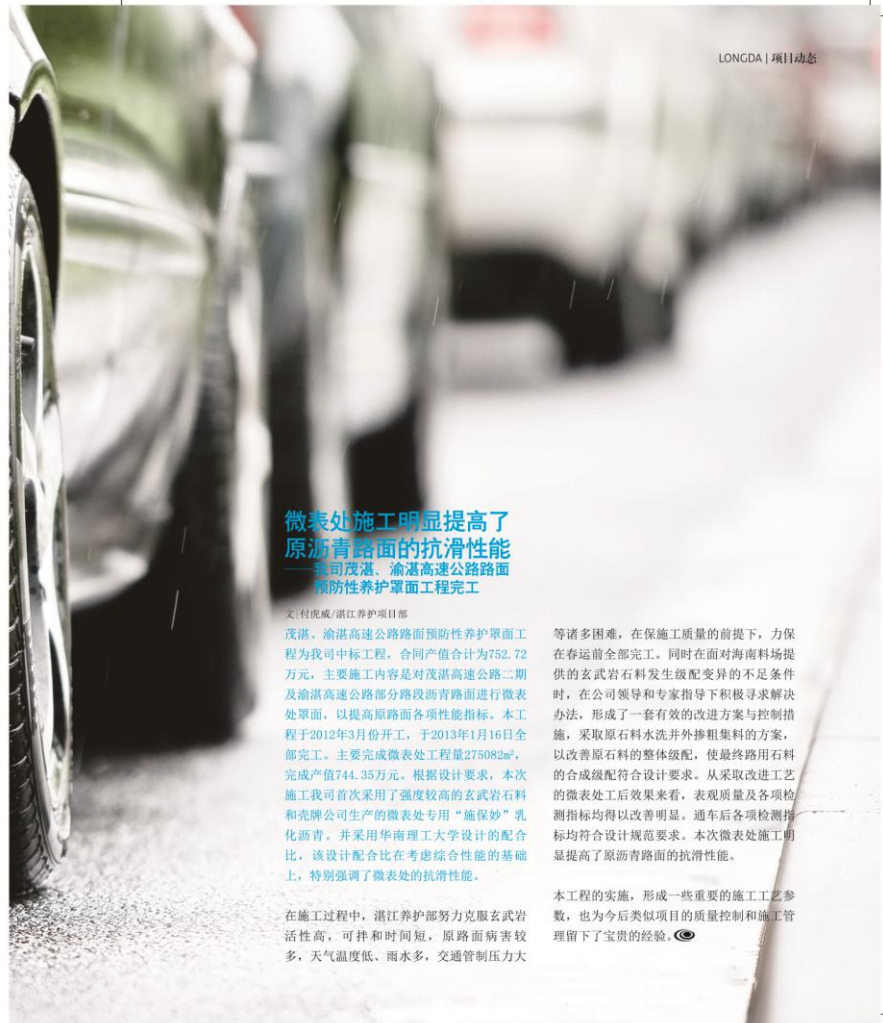 LONGDA | 项目动态
微表处施工明显提高了
原沥青路面的抗滑性能
——我司茂湛、渝湛高速公路路面
预防性养护罩面工程完工
文|付虎威/湛江养护项目部
茂湛、渝湛高速公路路面预防性养护罩面工
程为我司中标工程，合同产值合计为752.72
万元，主要施工内容是对茂湛高速公路二期
及渝湛高速公路部分路段沥青路面进行微表
处罩面，以提高原路面各项性能指标。本工
程于2012年3月份开工，于2013年1月16日全
部完工。主要完成微表处工程量275082m²，
完成产值744.35万元。根据设计要求，本次
施工我司首次采用了强度较高的玄武岩石料
和壳牌公司生产的微表处专用“施保妙”乳
化沥青。并采用华南理工大学设计的配合
比，该设计配合比在考虑综合性能的基础
上，特别强调了微表处的抗滑性能。
在施工过程中，湛江养护部努力克服玄武岩
活性高，可拌和时间短，原路面病害较
多，天气温度低、雨水多，交通管制压力大
等诸多困难，在保施工质量的前提下，力保
在春运前全部完工。同时在面对海南料场提
供的玄武岩石料发生级配变异的不足条件
时，在公司领导和专家指导下积极寻求解决
办法，形成了一套有效的改进方案与控制措
施，采取原石料水洗并外掺粗集料的方案，
以改善原石料的整体级配，使最终路用石料
的合成级配符合设计要求。从采取改进工艺
的微表处工后效果来看，表观质量及各项检
测指标均得以改善明显。通车后各项检测指
标均符合设计规范要求。本次微表处施工明
显提高了原沥青路面的抗滑性能。
本工程的实施，形成一些重要的施工工艺参
数，也为今后类似项目的质量控制和施工管
理留下了宝贵的经验。